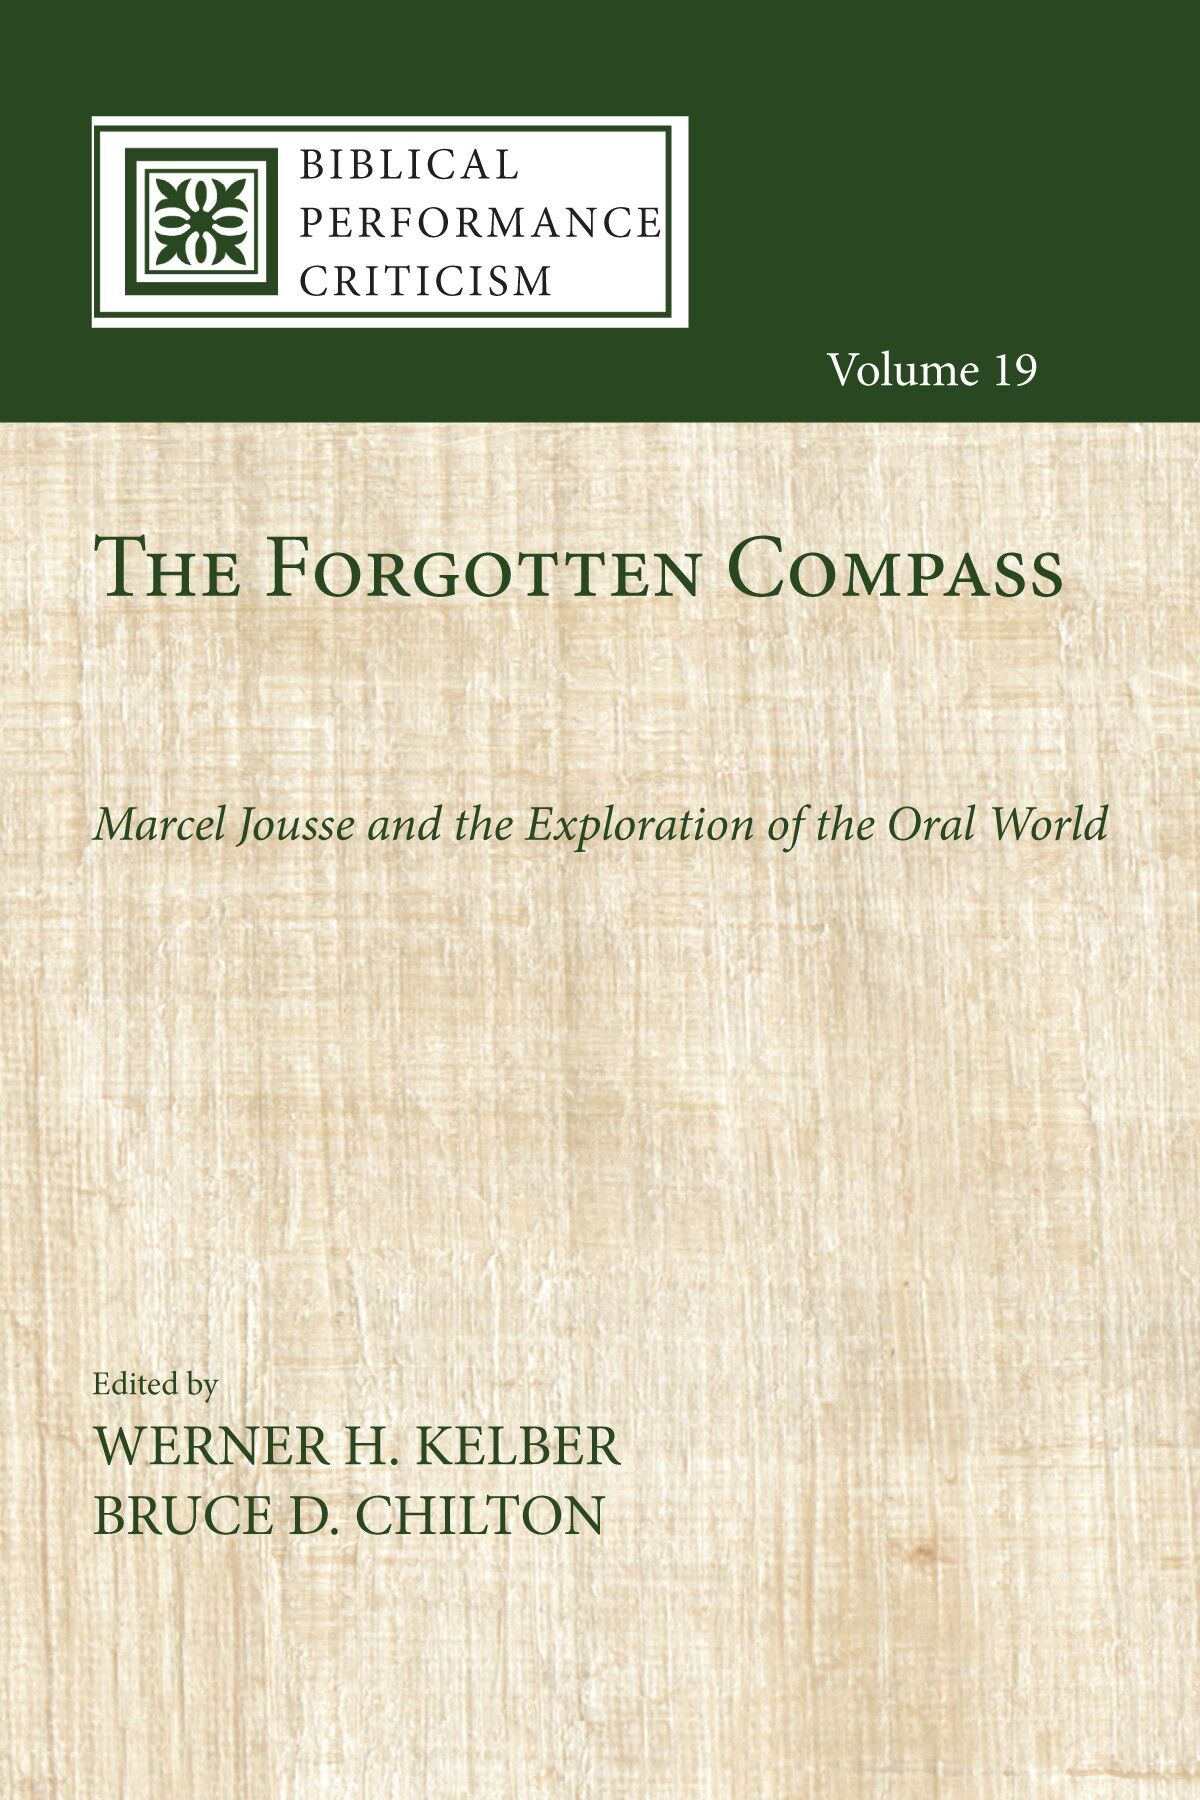 BIBLICAL
PERFORMANCE
CRITICISM
Volume 19
The Forgotten Compass
Marcel Jousse and the Exploration of the Oral World
Edited by
WERNER H. KELBER
BRUCE D. CHILTON